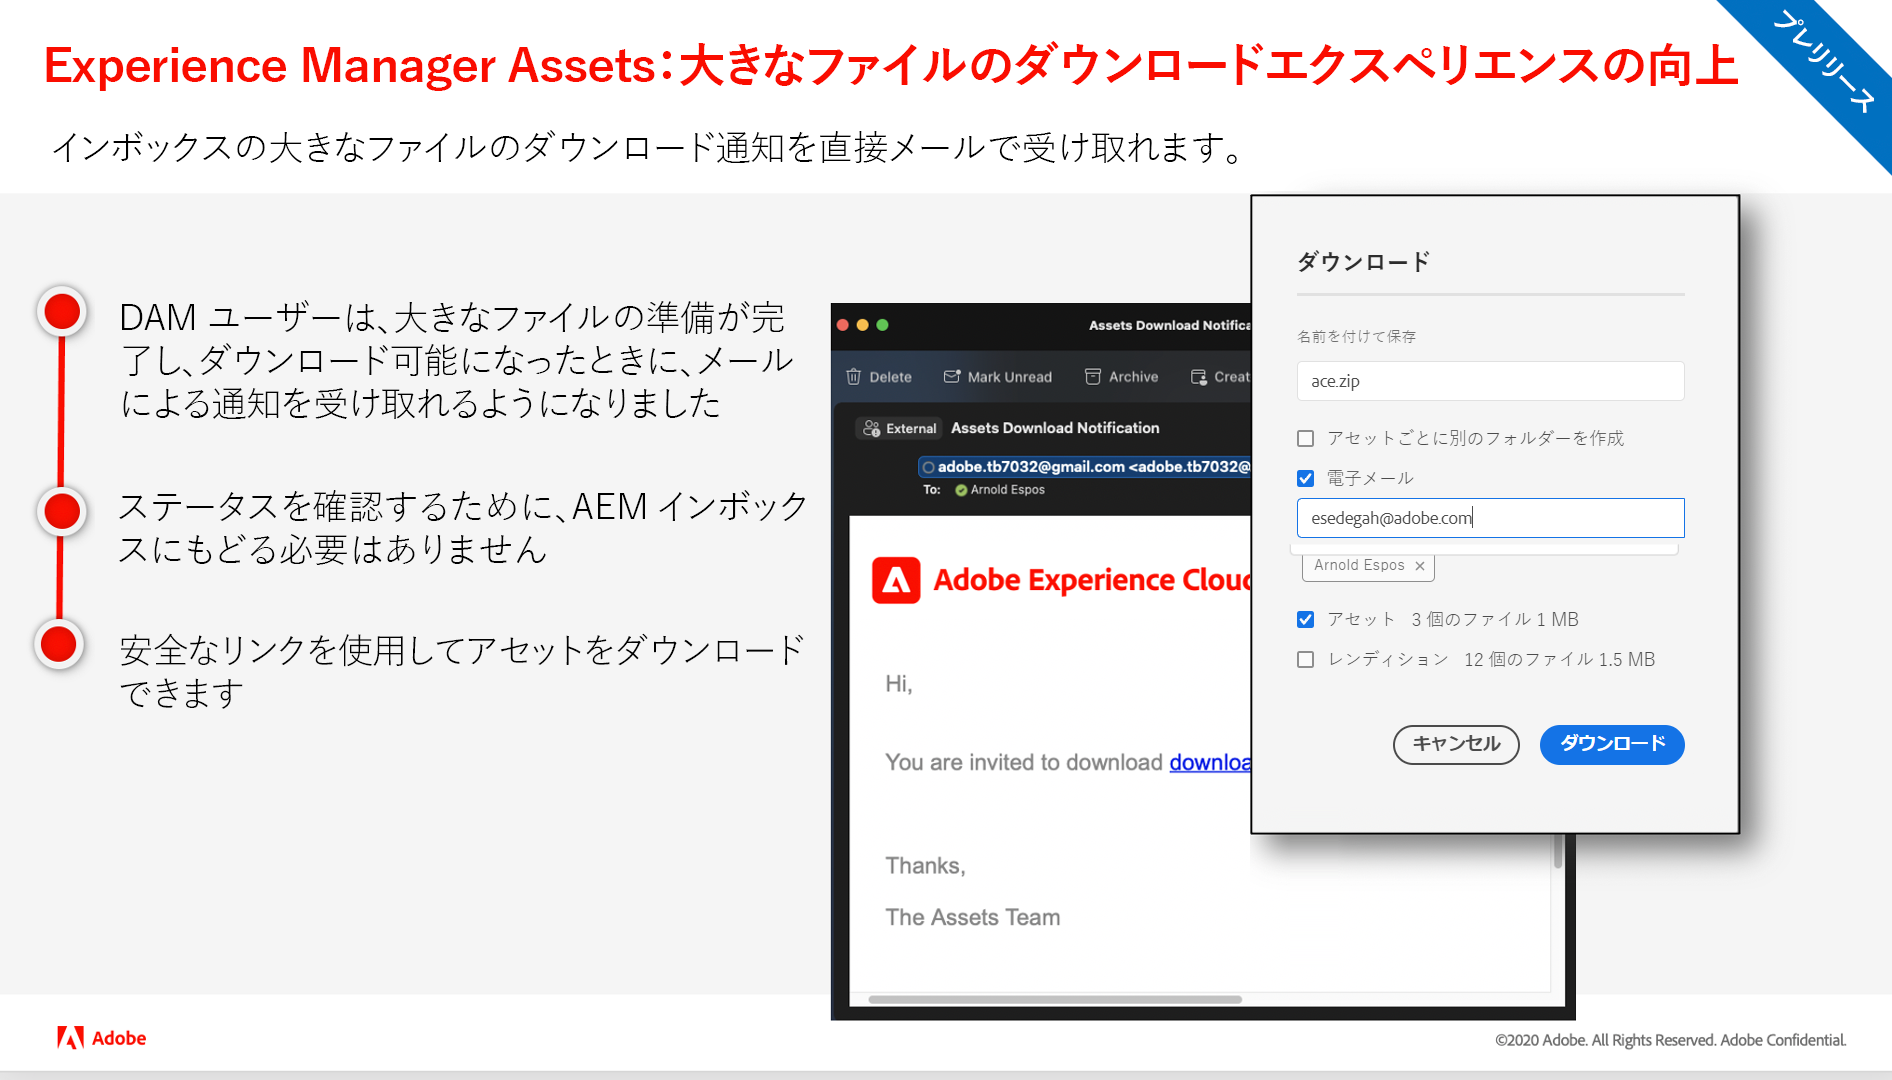 Experience Manager Assets：大きなファイルのダウンロードエクスペリエンスの向上
プレリリース
インボックスの大きなファイルのダウンロード通知を直接メールで受け取れます。
DAM ユーザーは、大きなファイルの準備が完
了し、ダウンロード可能になったときに、メール
による通知を受け取れるようになりました
ステータスを確認するために、AEM インボック
スにもどる必要はありません
安全なリンクを使用してアセットをダウンロード
できます
Assets Download Notifica
Delete
Mark Unread
Archive
Creat
External
Assets Download Notification
adobe.tb7032@gmail.com <adobe.tb7032@
To: Arnold Espos
Adobe Experience Cloud
Hi,
You are invited to download downloa
Thanks,
The Assets Team
ダウンロード
名前を付けて保存
ace.zip
アセットごとに別のフォルダーを作成
電子メール
esedegah@adobe.com
Arnold Espos ×
アセット 3 個のファイル 1 MB
レンディション 12 個のファイル 1.5 MB
キャンセル
ダウンロード
Adobe
©2020 Adobe. All Rights Reserved. Adobe Confidential.